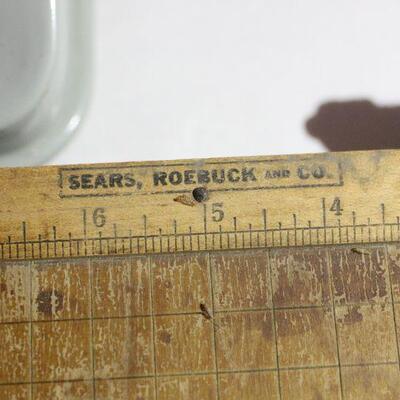 SEARS, ROEBUCK AND CO.
6 5 4